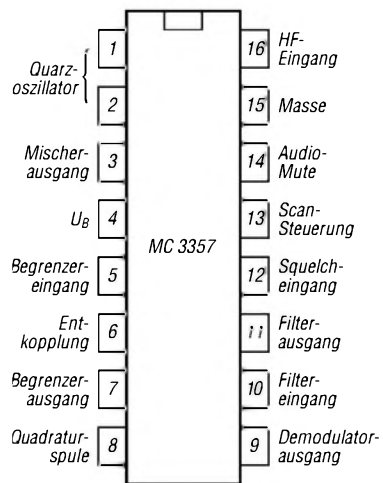 1
Quarz-
oszillator
2
Mischer-
ausgang
3
U_B
4
Begrenzer-
eingang
5
Ent-
kopplung
6
Begrenzer-
ausgang
7
Quadratur-
spule
8
MC 3357
16
HF-
Eingang
15
Masse
14
Audio-
Mute
13
Scan-
Steuerung
12
Squelch-
eingang
11
Filter-
ausgang
10
Filter-
eingang
9
Demodulator-
ausgang